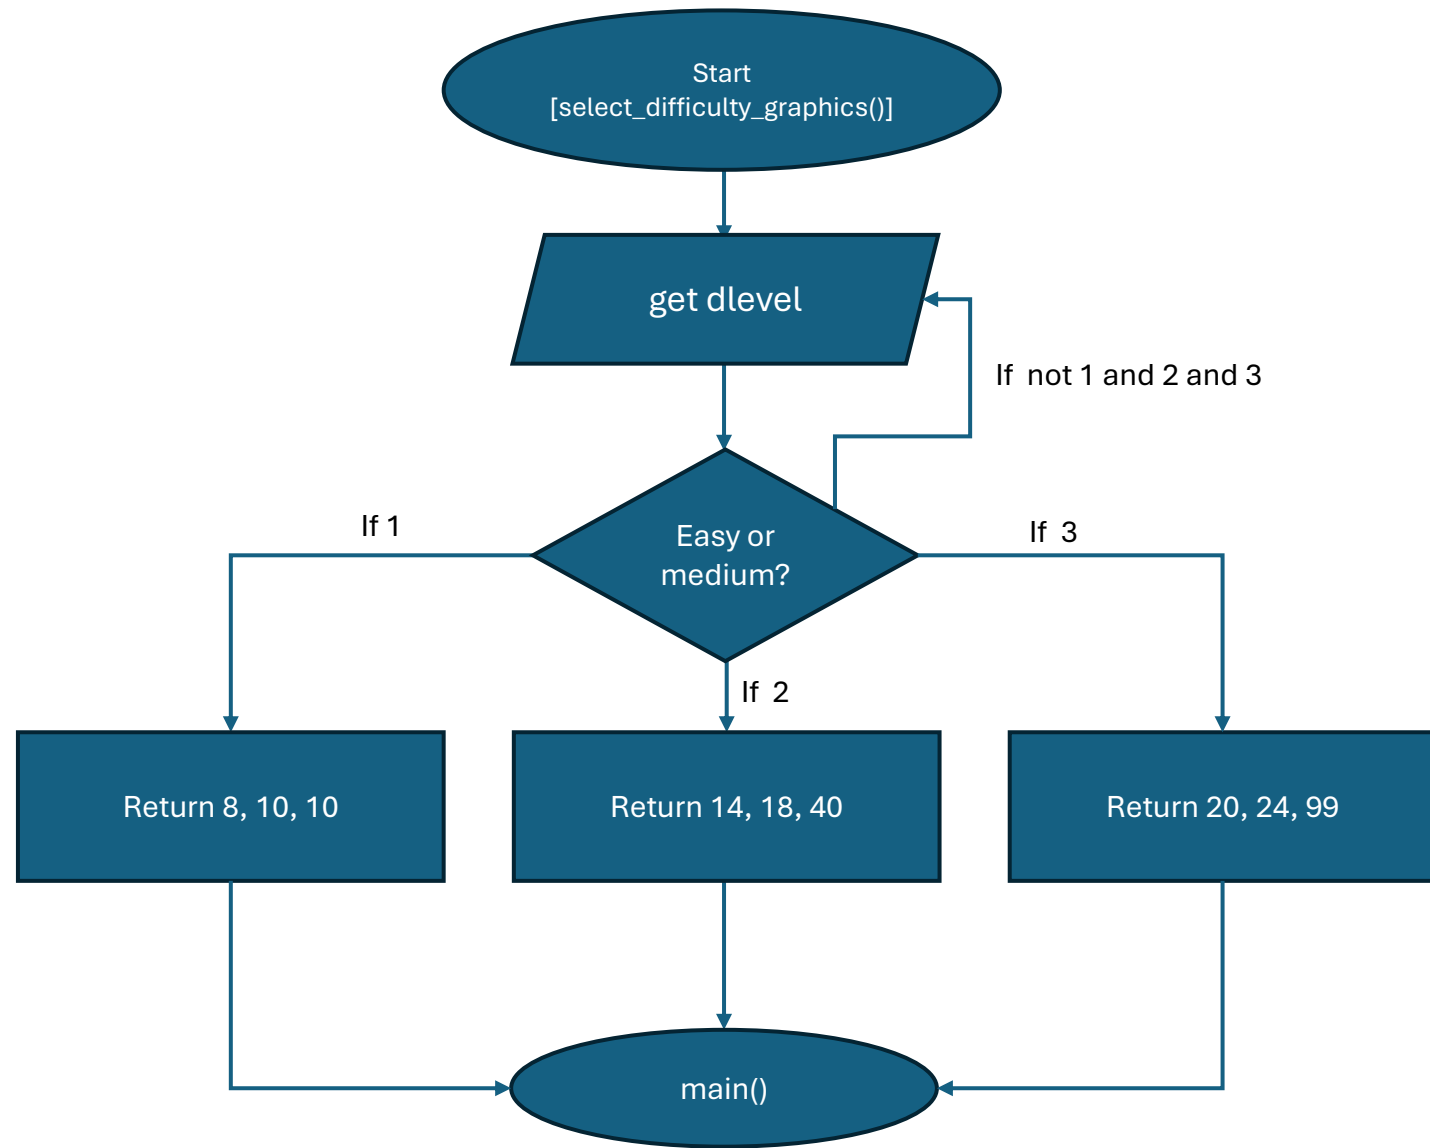 Start
[select_difficulty_graphics()]
get dlevel
If not 1 and 2 and 3
Easy or
medium?
If 1
If 3
If 2
Return 8, 10, 10
Return 14, 18, 40
Return 20, 24, 99
main()